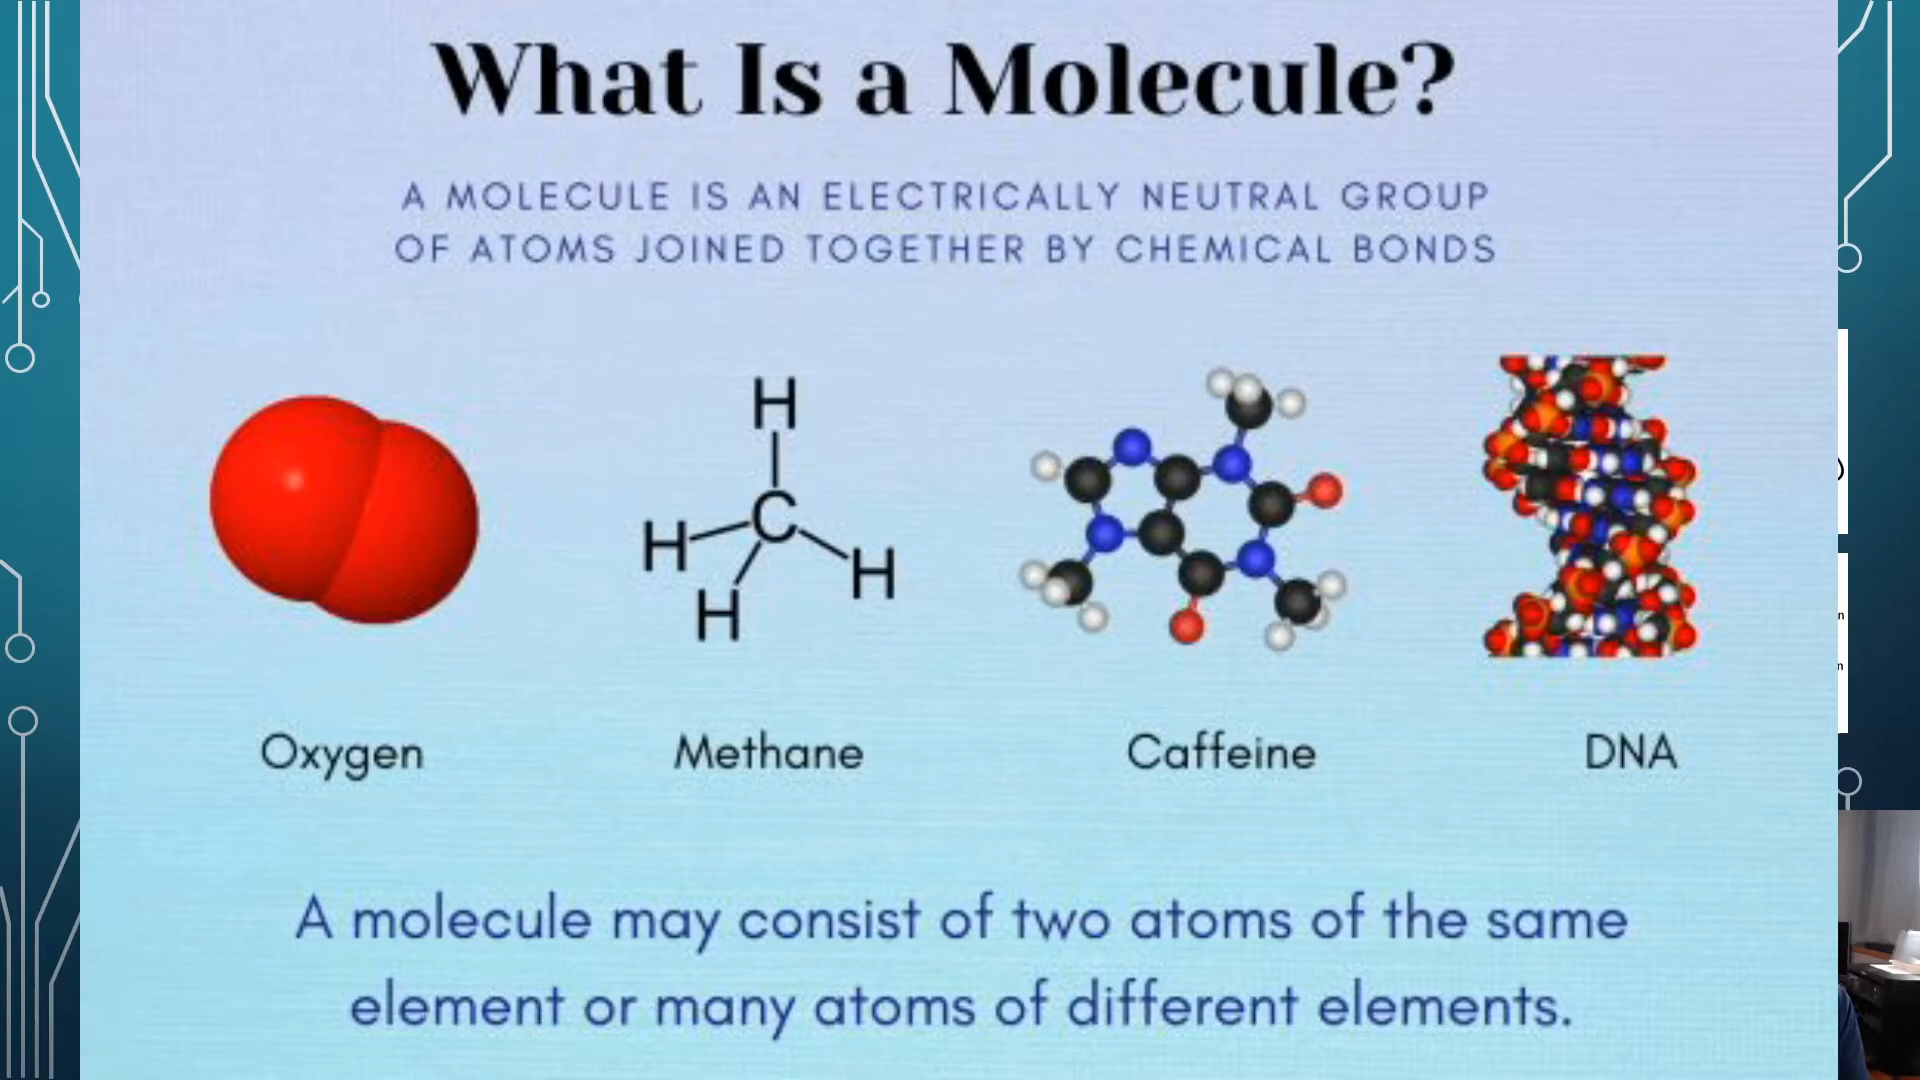 What Is a Molecule?
A MOLECULE IS AN ELECTRICALLY NEUTRAL GROUP
OF ATOMS JOINED TOGETHER BY CHEMICAL BONDS
H
C
H
H
H
Oxygen
Methane
Caffeine
DNA
A molecule may consist of two atoms of the same
element or many atoms of different elements.
)
n
n